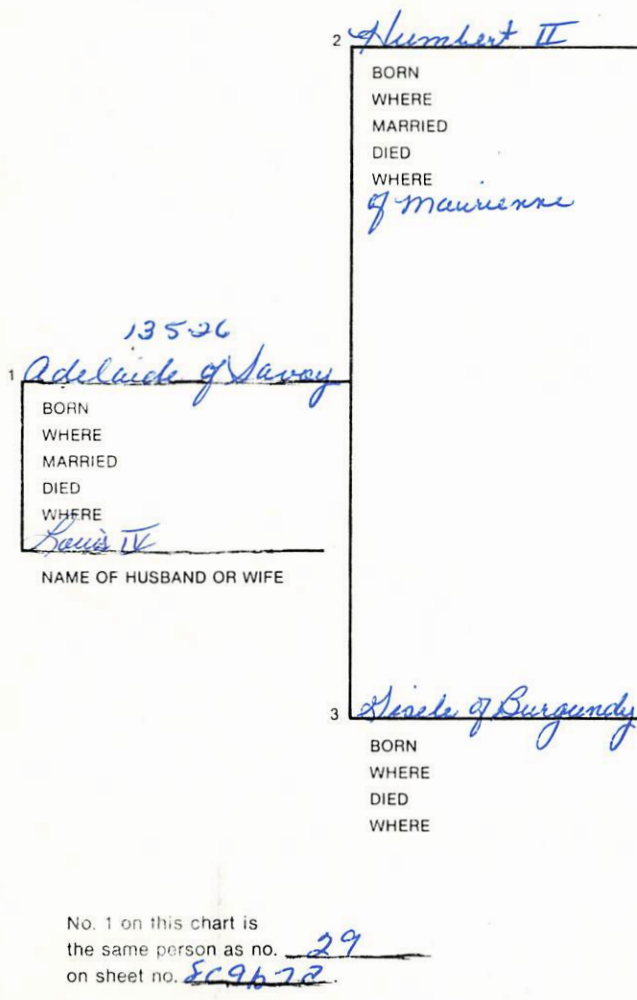 2 Humbert II
BORN
WHERE
MARRIED
DIED
WHERE
of Maurienne
13526
1 Adelaide of Savoy
BORN
WHERE
MARRIED
DIED
WHERE
Louis IV
NAME OF HUSBAND OR WIFE
3 Gisele of Burgundy
BORN
WHERE
DIED
WHERE
No. 1 on this chart is
the same person as no. 29
on sheet no.